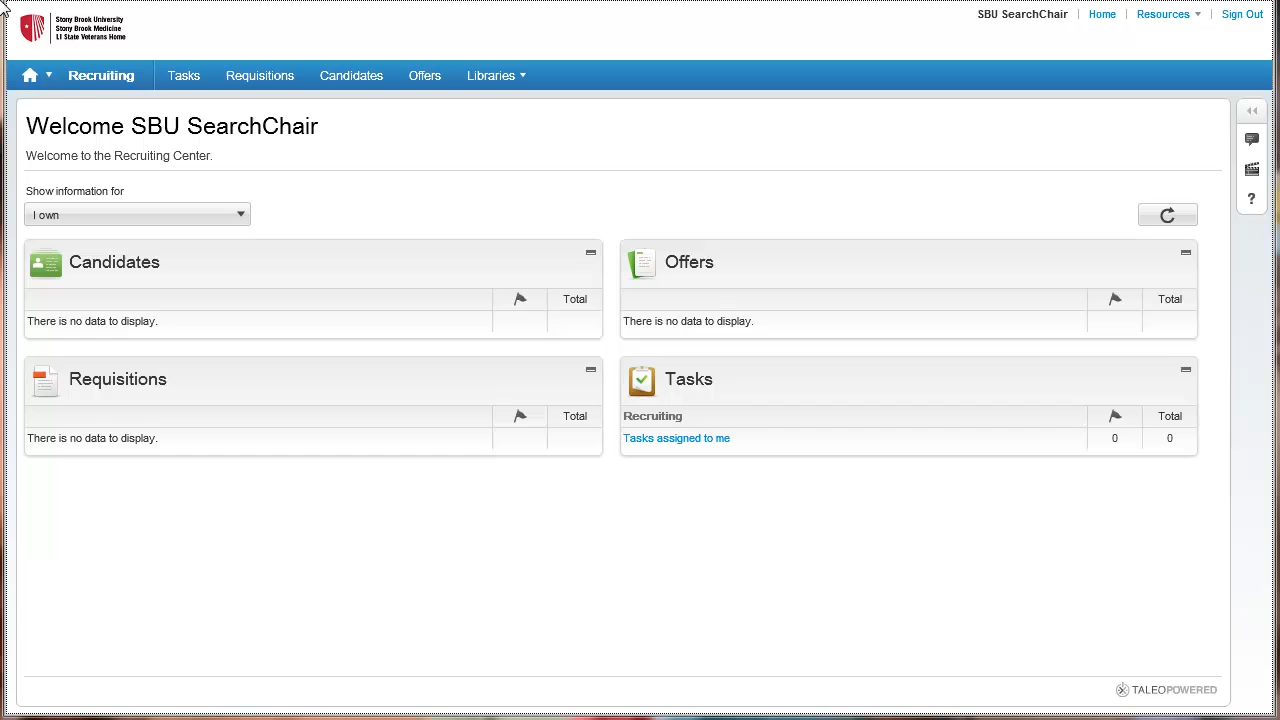 Stony Brook University
Stony Brook Medicine
LI State Veterans Home
SBU SearchChair Home Resources Sign Out
Recruiting Tasks Requisitions Candidates Offers Libraries
Welcome SBU SearchChair
Welcome to the Recruiting Center.
Show information for
I own
Candidates
Total
There is no data to display.
Offers
Total
There is no data to display.
Requisitions
Total
There is no data to display.
Tasks
Recruiting Total
Tasks assigned to me 0 0
?
TALEOPOWERED